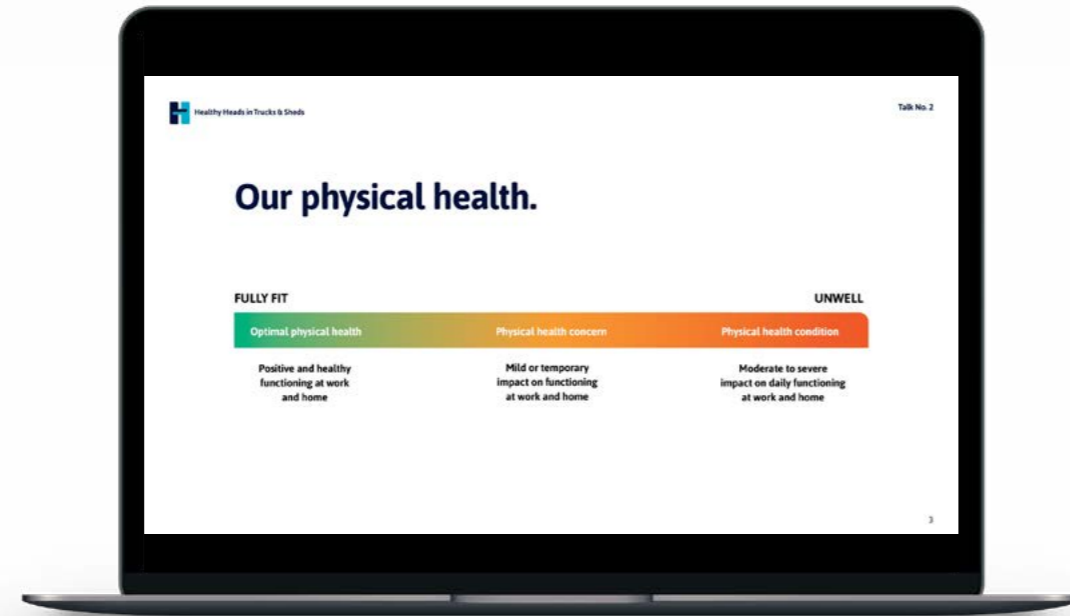 Healthy Heads in Trucks & Sheds
Talk No. 2
Our physical health.
FULLY FIT
UNWELL
Optimal physical health
Physical health concern
Physical health condition
Positive and healthy
functioning at work
and home
Mild or temporary
impact on functioning
at work and home
Moderate to severe
impact on daily functioning
at work and home
3